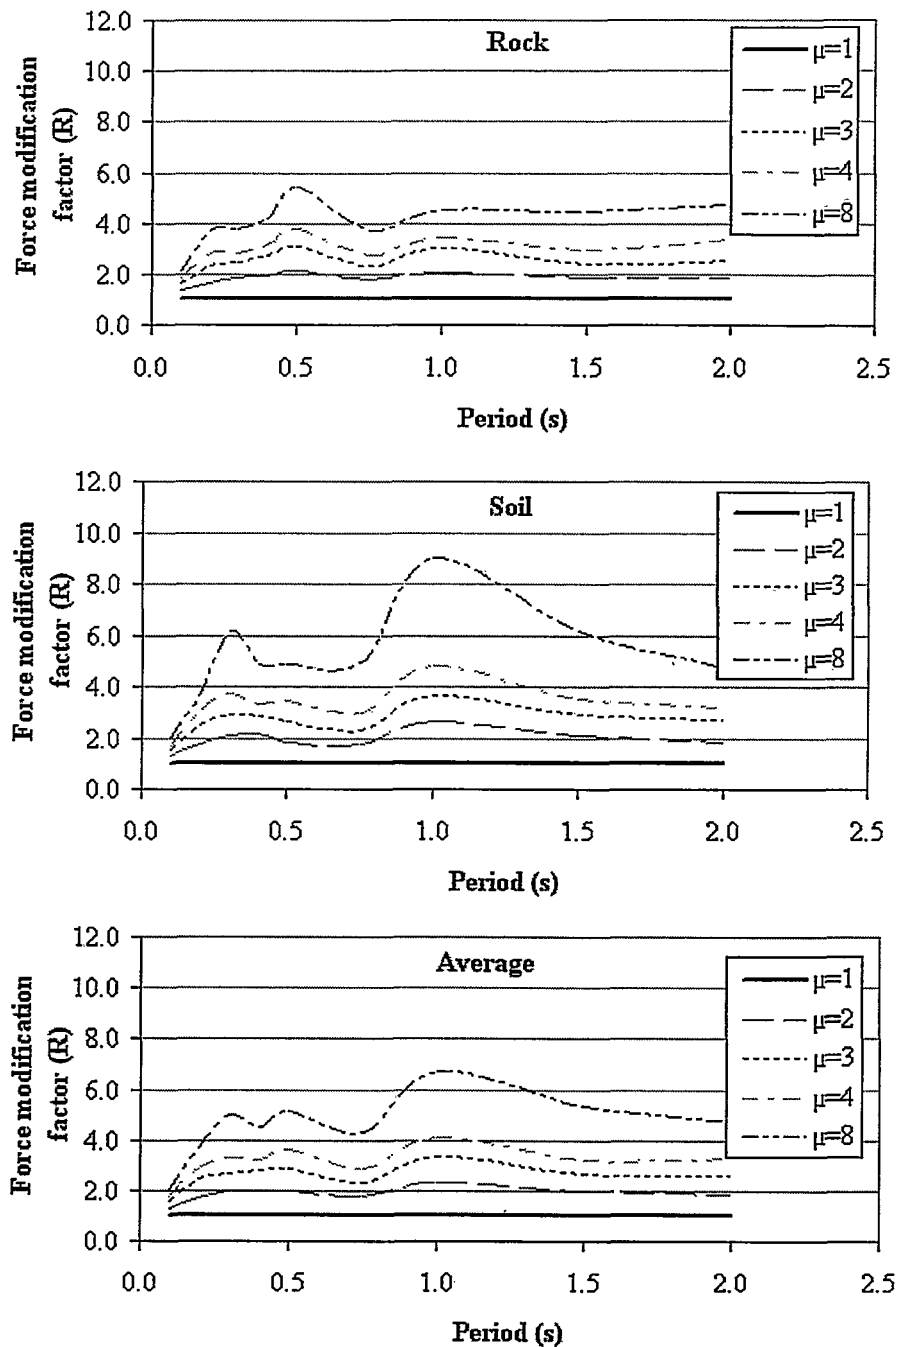 Rock
Force modification
factor (R)
12.0
10.0
8.0
6.0
4.0
2.0
0.0
μ=1
μ=2
μ=3
μ=4
μ=8
0.0 0.5 1.0 1.5 2.0 2.5
Period (s)
Soil
Force modification
factor (R)
12.0
10.0
8.0
6.0
4.0
2.0
0.0
μ=1
μ=2
μ=3
μ=4
μ=8
0.0 0.5 1.0 1.5 2.0 2.5
Period (s)
Average
Force modification
factor (R)
12.0
10.0
8.0
6.0
4.0
2.0
0.0
μ=1
μ=2
μ=3
μ=4
μ=8
0.0 0.5 1.0 1.5 2.0 2.5
Period (s)